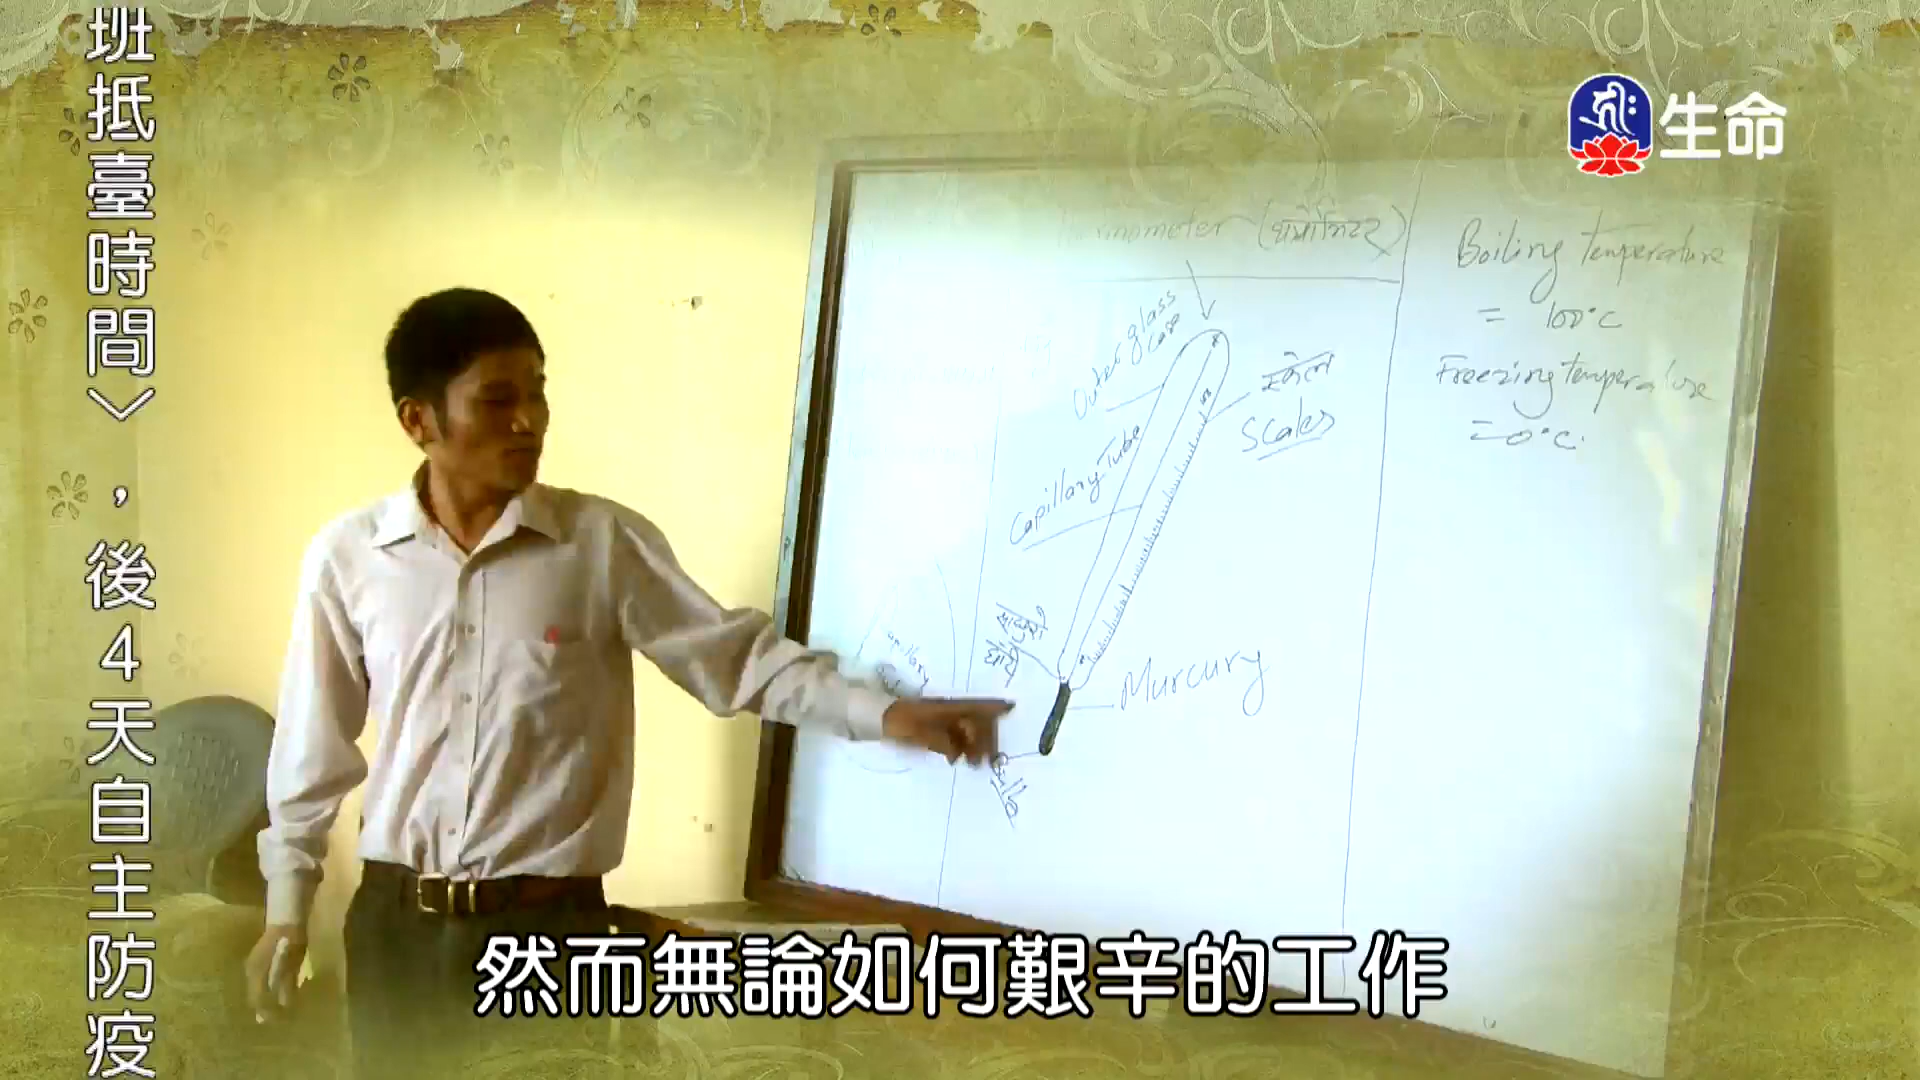 班抵臺時間〉，後4天自主防疫
生命
Thermometer (थर्मोमिटर)
Boiling temperature
= 100°C
Freezing temperature
= 0°C
Outer glass
case
स्केल
Scales
Capillary Tube
Murcury
然而無論如何艱辛的工作